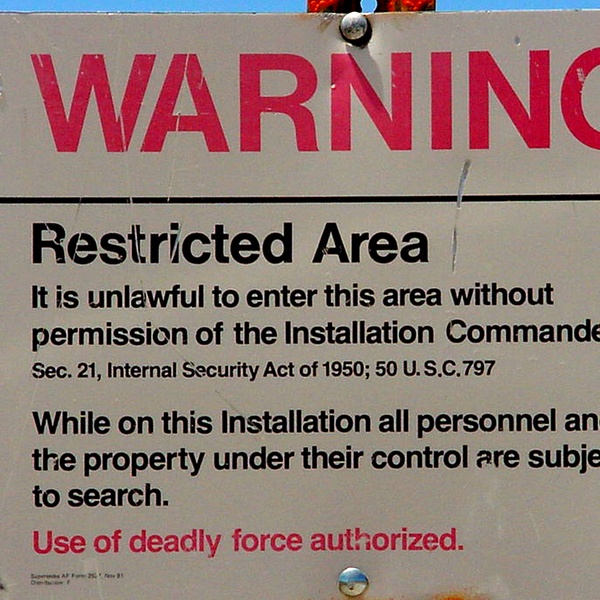 WARNING
Restricted Area
It is unlawful to enter this area without
permission of the Installation Commande
Sec. 21, Internal Security Act of 1950; 50 U.S.C.797
While on this Installation all personnel an
the property under their control are subje
to search.
Use of deadly force authorized.